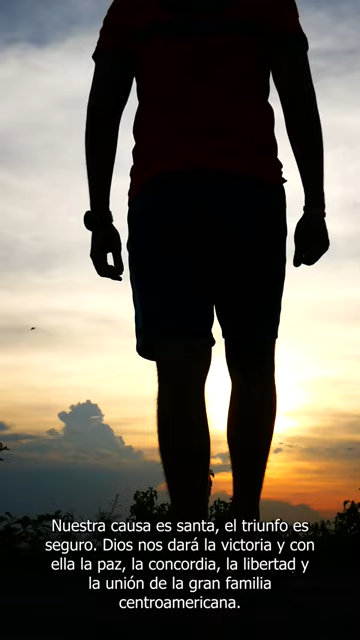 Nuestra causa es santa, el triunfo es
seguro. Dios nos dará la victoria y con
ella la paz, la concordia, la libertad y
la unión de la gran familia
centroamericana.